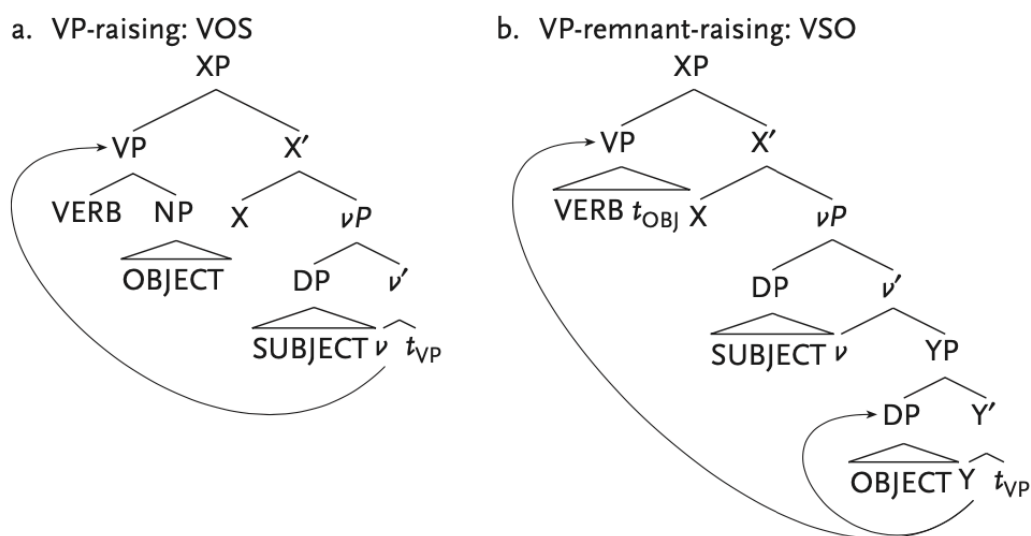 a. VP-raising: VOS
XP
VP X′
VERB NP X νP
OBJECT DP ν′
SUBJECT ν tVP
b. VP-remnant-raising: VSO
XP
VP X′
VERB tOBJ X νP
DP ν′
SUBJECT ν YP
DP Y′
OBJECT Y tVP